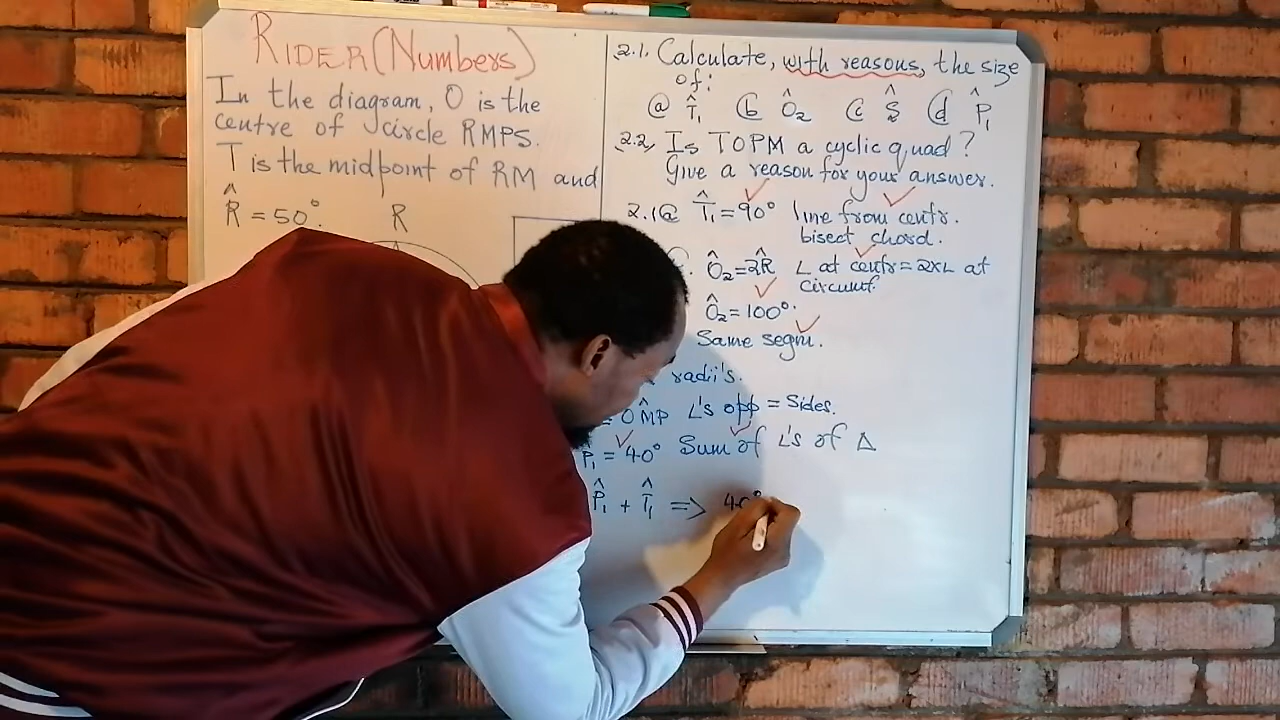 RIDER (Numbers)
In the diagram, O is the
centre of circle RMPS.
T is the midpoint of RM and
R̂ = 50°.
R
2.1. Calculate, with reasons, the size
of:
(a) T̂₁ (b) Ô₂ (c) Ŝ (d) P̂₁
2.2, Is TOPM a cyclic quad?
Give a reason for your answer.
2.1(a) T̂₁ = 90° line from centr.
bisect chord.
Ô₂ = 2R̂ L at centr = 2xL at
circumf.
Ô₂ = 100°.
Same segm.
radii's.
= OM̂P L's opp = Sides.
P̂₁ = 40° Sum of L's of Δ
P̂₁ + T̂₁ => 40°